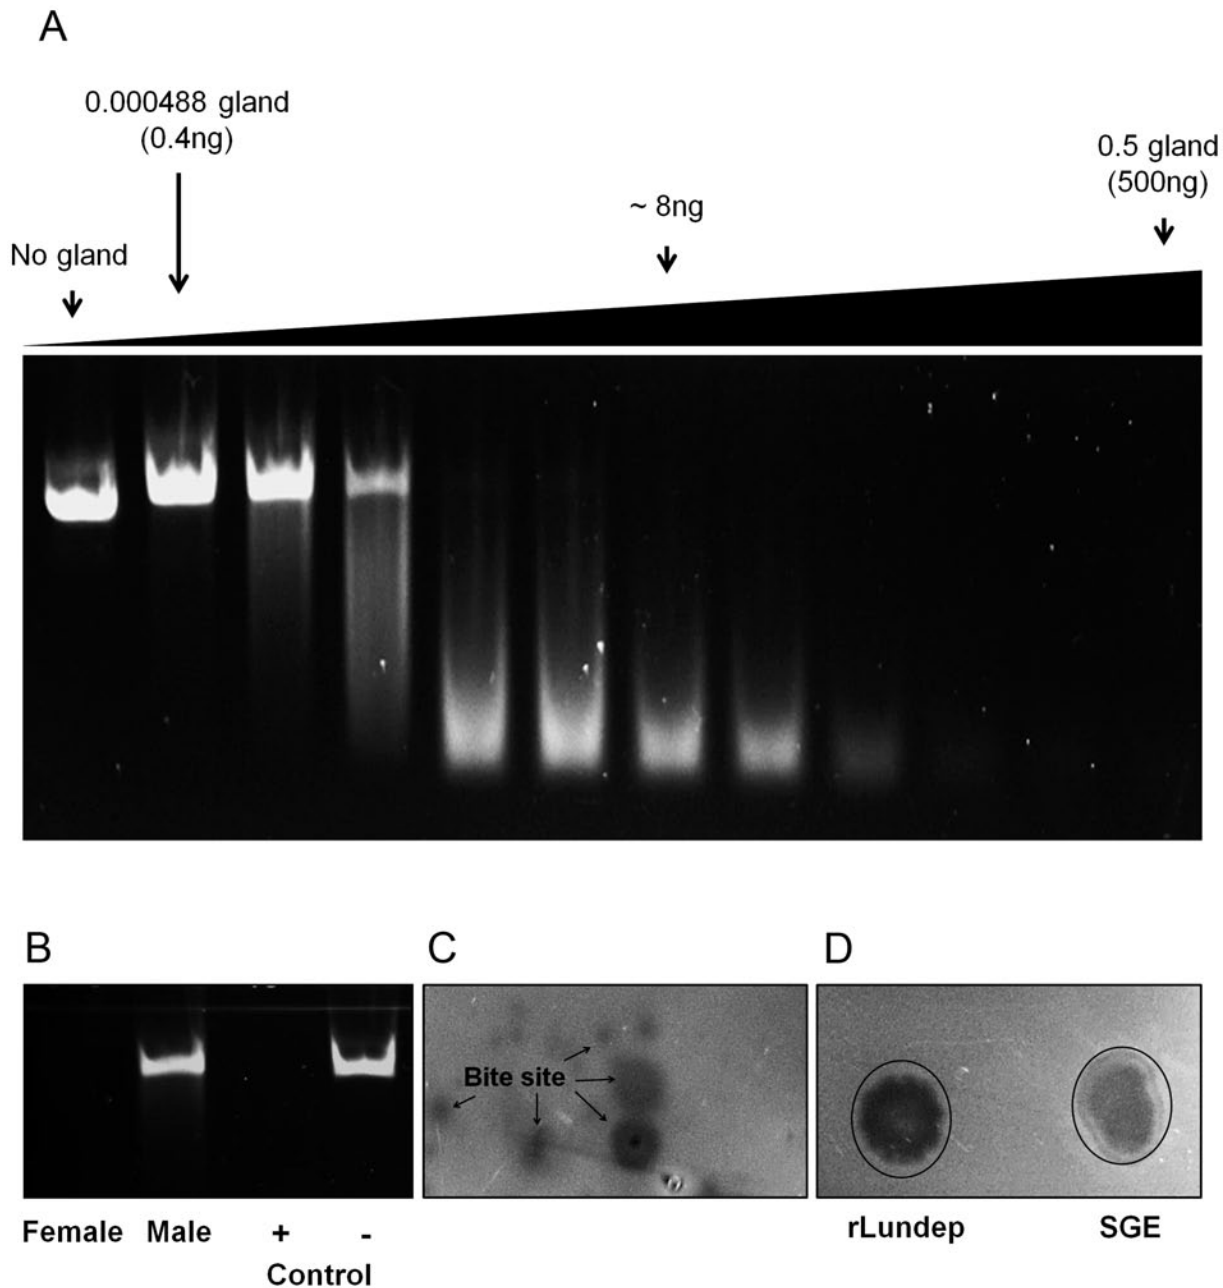 A
0.000488 gland
(0.4ng)
0.5 gland
(500ng)
~ 8ng
No gland
B
C
D
Bite site
Female Male + -
Control
rLundep SGE